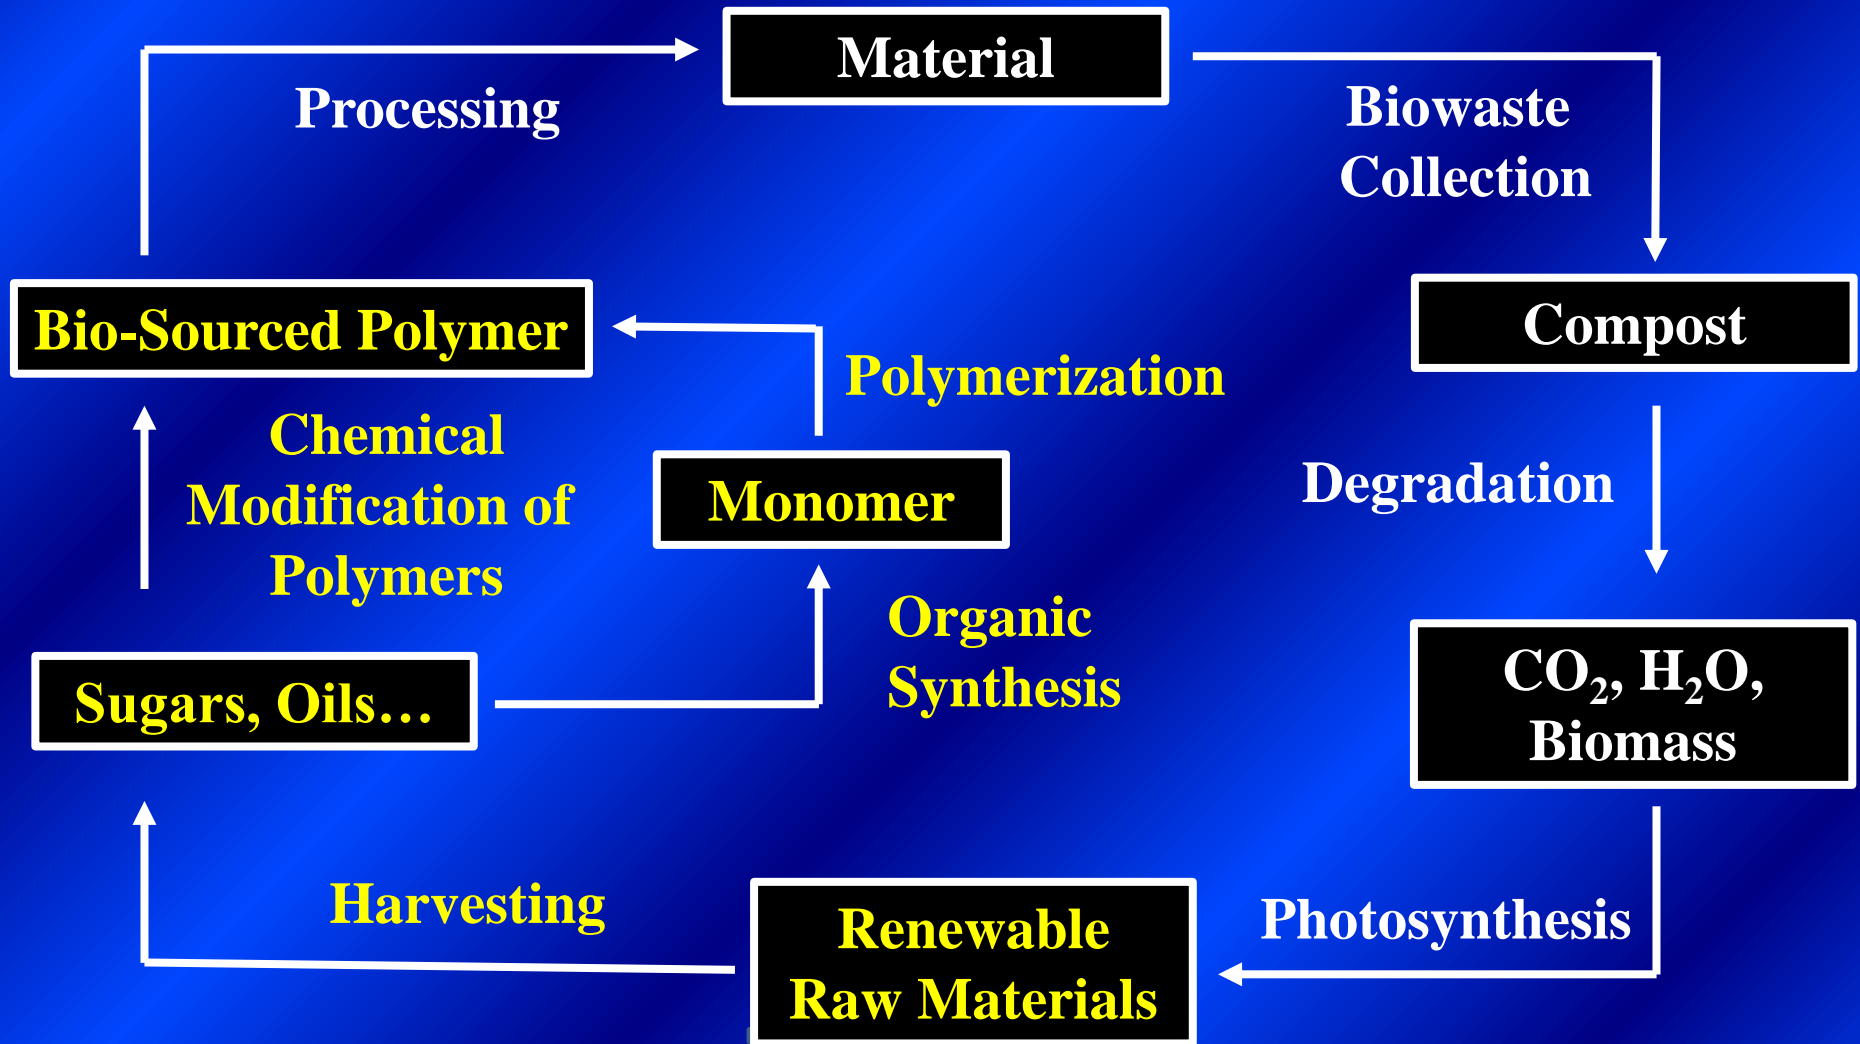 Material
Processing
Biowaste
Collection
Bio-Sourced Polymer
Compost
Polymerization
Chemical
Modification of
Polymers
Monomer
Degradation
Organic
Synthesis
Sugars, Oils…
CO₂, H₂O,
Biomass
Harvesting
Renewable
Raw Materials
Photosynthesis